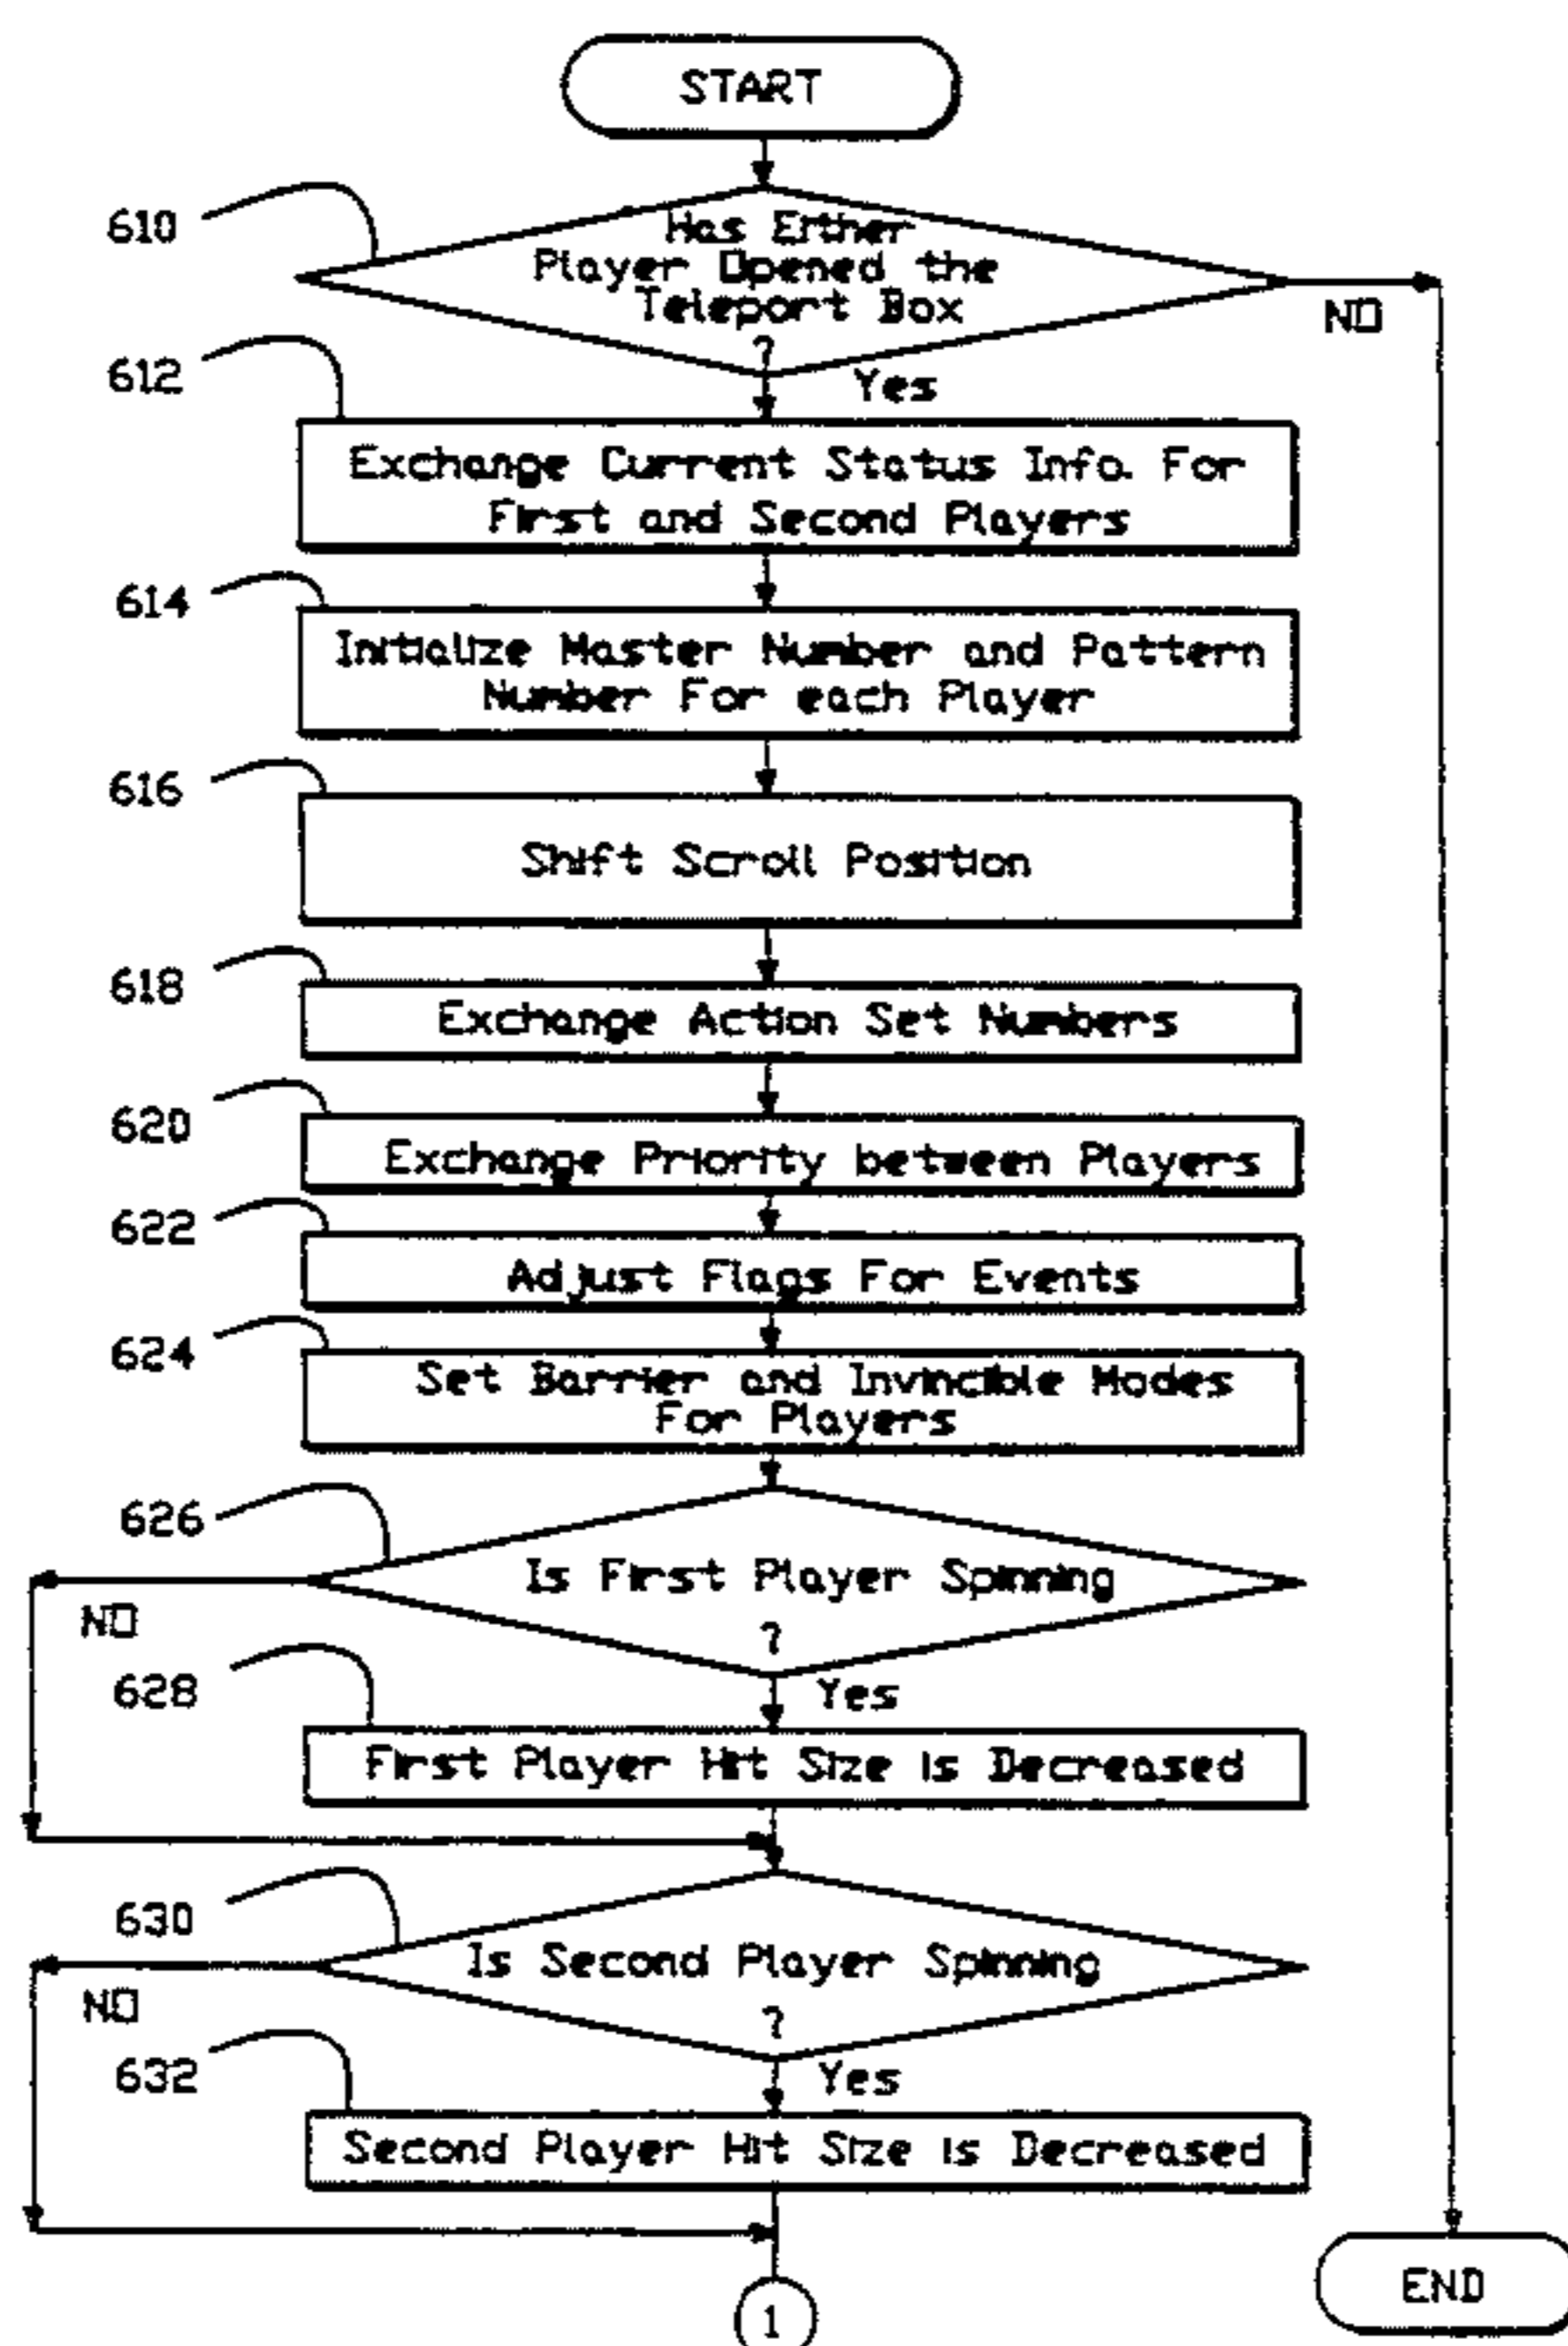 START
610
Has Either
Player Opened the
Teleport Box
?
NO
Yes
612
Exchange Current Status Info. For
First and Second Players
614
Initialize Master Number and Pattern
Number For each Player
616
Shift Scroll Position
618
Exchange Action Set Numbers
620
Exchange Priority between Players
622
Adjust Flags For Events
624
Set Barrier and Invincible Modes
For Players
626
Is First Player Spinning
?
NO
Yes
628
First Player Hit Size is Decreased
630
Is Second Player Spinning
?
NO
Yes
632
Second Player Hit Size is Decreased
1
END